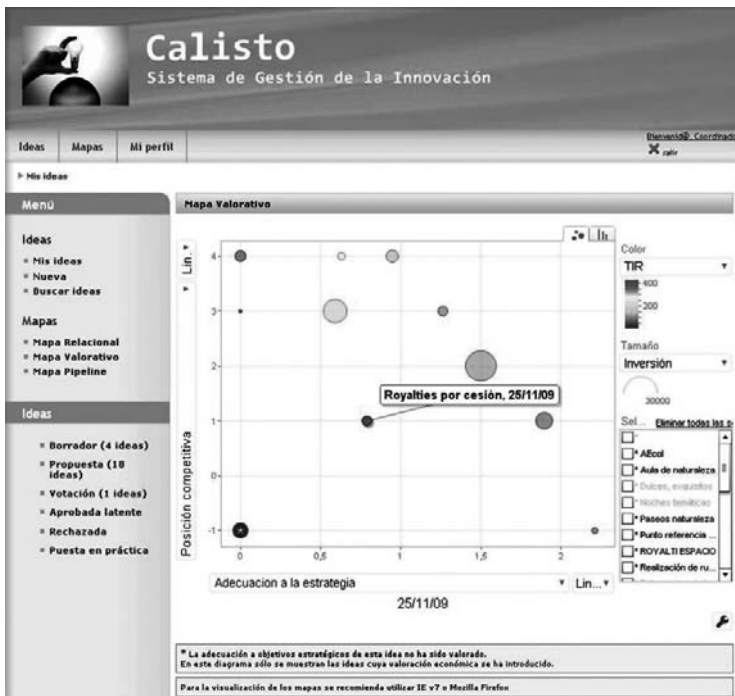 Calisto
Sistema de Gestión de la Innovación
Ideas
Mapas
Mi perfil
Bienvenid@, Coordinado
salir
Mis ideas
Menú
Ideas
Mis ideas
Nueva
Buscar ideas
Mapas
Mapa Relacional
Mapa Valorativo
Mapa Pipeline
Ideas
Borrador (4 ideas)
Propuesta (18
ideas)
Votación (1 ideas)
Aprobada latente
Rechazada
Puesta en práctica
Mapa Valorativo
Lin...
Posición competitiva
4
3
2
1
0
-1
Royalties por cesión, 25/11/09
0
0,5
1
1,5
2
Adecuacion a la estrategia
Lin...
25/11/09
Color
TIR
400
200
Tamaño
Inversión
30000
Sel...
Eliminar todas las s
*
* AEcol
* Aula de naturaleza
* Dulces, exquisitos
* Noches temáticas
* Paseos naturaleza
* Punto referencia ...
* ROYALTI ESPACIO
* Realización de ru...
* La adecuación a objetivos estratégicos de esta idea no ha sido valorado.
En este diagrama sólo se muestran las ideas cuya valoración económica se ha introducido.
Para la visualización de los mapas se recomienda utilizar IE v7 o Mozilla Firefox